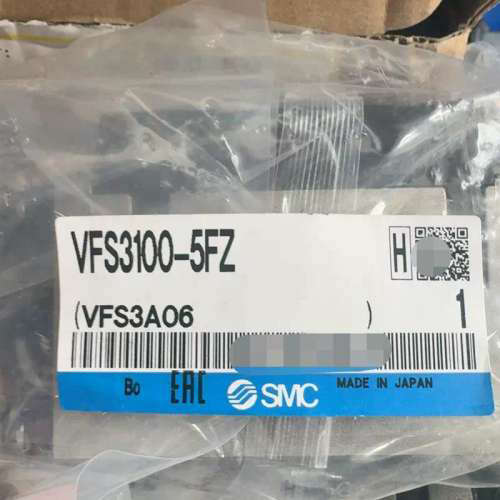 VFS3100-5FZ
H
(VFS3A06 )
1
Bo EAC SMC MADE IN JAPAN